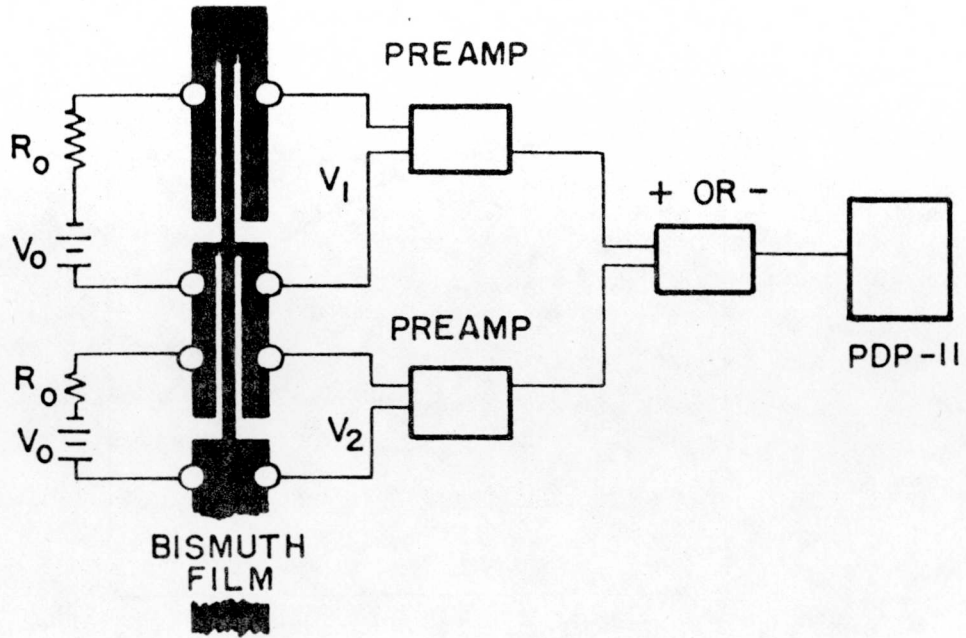 PREAMP
R₀
V₁
+ OR -
V₀
PREAMP
PDP-11
R₀
V₀
V₂
BISMUTH
FILM